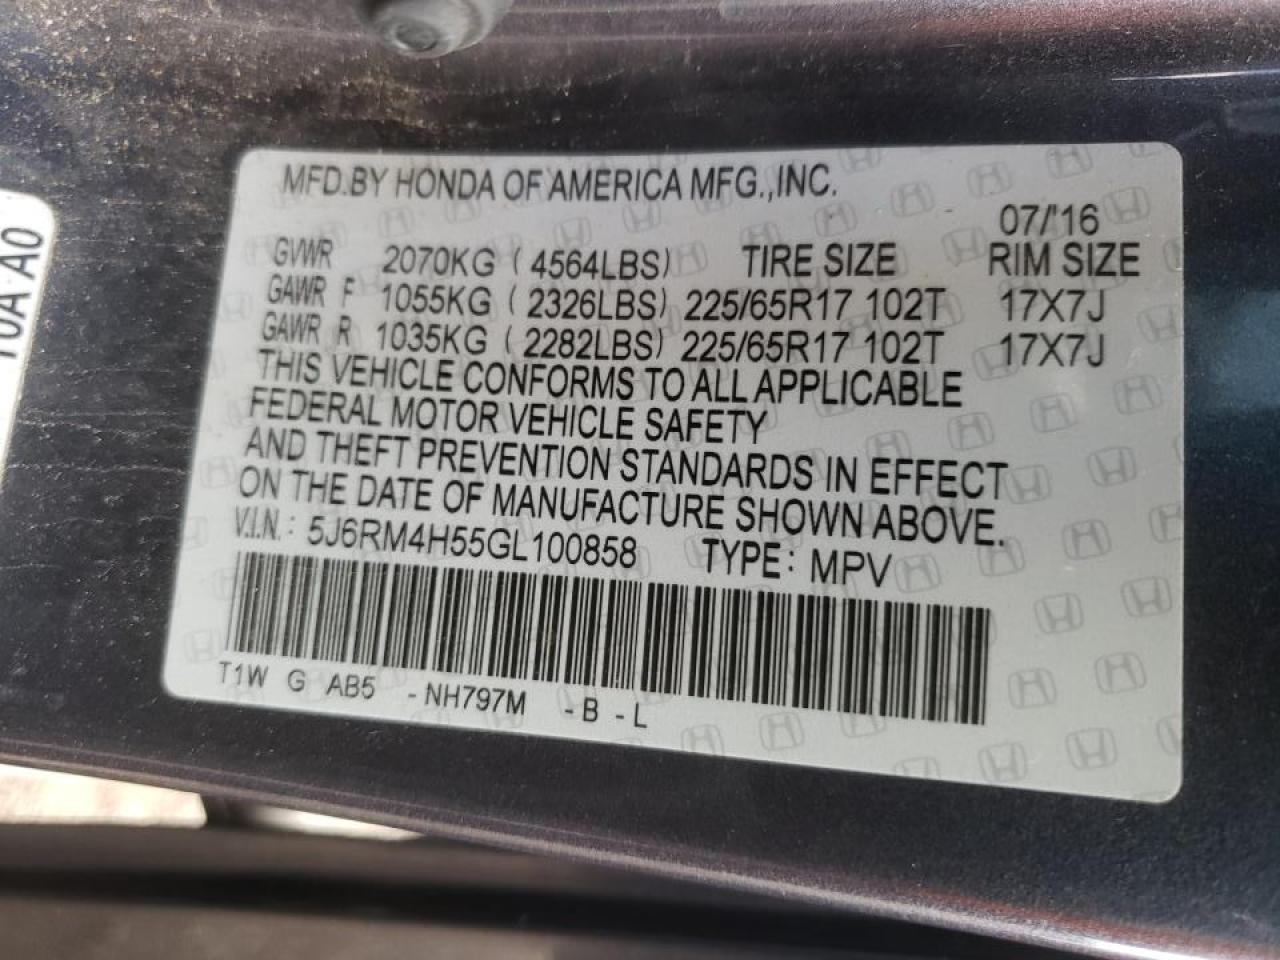 MFD.BY HONDA OF AMERICA MFG.,INC.
07/'16
GVWR 2070KG ( 4564LBS) TIRE SIZE RIM SIZE
GAWR F 1055KG ( 2326LBS) 225/65R17 102T 17X7J
GAWR R 1035KG ( 2282LBS) 225/65R17 102T 17X7J
THIS VEHICLE CONFORMS TO ALL APPLICABLE
FEDERAL MOTOR VEHICLE SAFETY
AND THEFT PREVENTION STANDARDS IN EFFECT
ON THE DATE OF MANUFACTURE SHOWN ABOVE.
V.I.N.: 5J6RM4H55GL100858 TYPE: MPV
T1W G AB5 -NH797M -B -L
A0